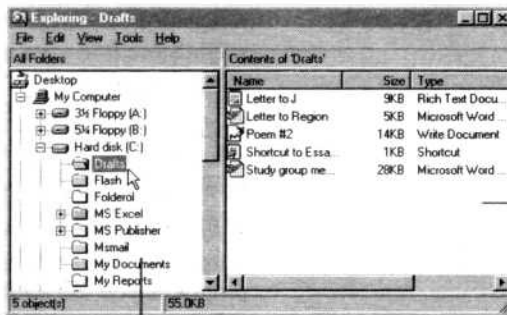 Exploring - Drafts
File Edit View Tools Help
All Folders Contents of 'Drafts'
Desktop
My Computer
3½ Floppy (A:)
5¼ Floppy (B:)
Hard disk (C:)
Drafts
Flash
Folderol
MS Excel
MS Publisher
Msmail
My Documents
My Reports
Name Size Type
Letter to J 9KB Rich Text Docu...
Letter to Region 5KB Microsoft Word ...
Poem #2 14KB Write Document
Shortcut to Essa... 1KB Shortcut
Study group me... 28KB Microsoft Word ...
5 object(s) 55.0KB